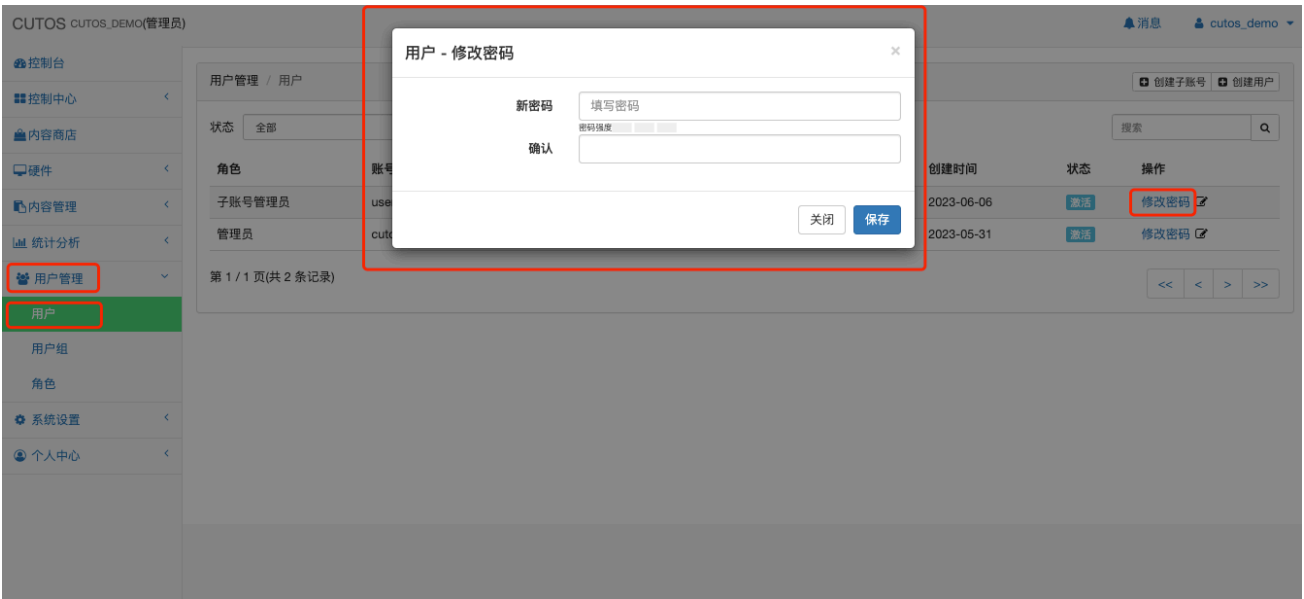 CUTOS CUTOS_DEMO(管理员)
消息
cutos_demo
控制台
控制中心
内容商店
硬件
内容管理
统计分析
用户管理
用户
用户组
角色
系统设置
个人中心
用户管理 / 用户
创建子账号
创建用户
状态 全部
搜索
角色 账号 创建时间 状态 操作
子账号管理员 use 2023-06-06 激活 修改密码
管理员 cuto 2023-05-31 激活 修改密码
第 1 / 1 页(共 2 条记录)
<< < > >>
用户 - 修改密码 ×
新密码 填写密码
密码强度
确认
关闭 保存